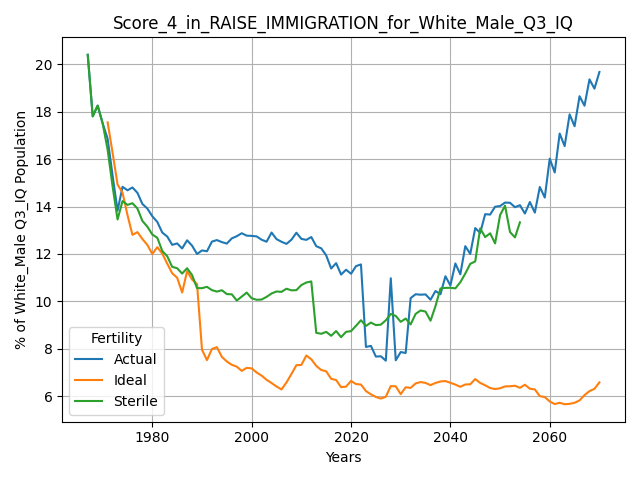 Score_4_in_RAISE_IMMIGRATION_for_White_Male_Q3_IQ
% of White_Male Q3_IQ Population
20
18
16
14
12
10
8
6
Fertility
Actual
Ideal
Sterile
1980
2000
2020
2040
2060
Years